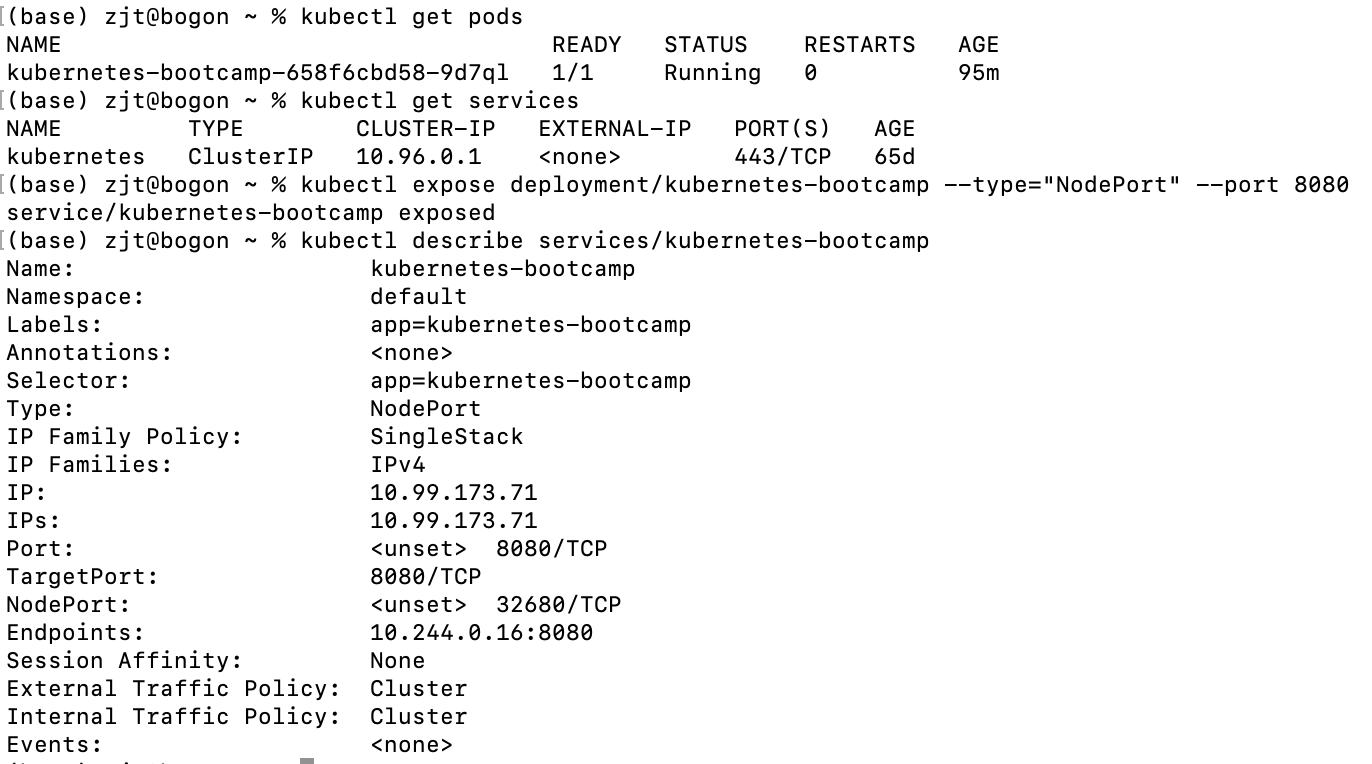 [(base) zjt@bogon ~ % kubectl get pods
NAME                                   READY   STATUS    RESTARTS   AGE
kubernetes-bootcamp-658f6cbd58-9d7ql   1/1     Running   0          95m
[(base) zjt@bogon ~ % kubectl get services
NAME         TYPE        CLUSTER-IP   EXTERNAL-IP   PORT(S)   AGE
kubernetes   ClusterIP   10.96.0.1    <none>        443/TCP   65d
[(base) zjt@bogon ~ % kubectl expose deployment/kubernetes-bootcamp --type="NodePort" --port 8080
service/kubernetes-bootcamp exposed
[(base) zjt@bogon ~ % kubectl describe services/kubernetes-bootcamp
Name:                     kubernetes-bootcamp
Namespace:                default
Labels:                   app=kubernetes-bootcamp
Annotations:              <none>
Selector:                 app=kubernetes-bootcamp
Type:                     NodePort
IP Family Policy:         SingleStack
IP Families:              IPv4
IP:                       10.99.173.71
IPs:                      10.99.173.71
Port:                     <unset>  8080/TCP
TargetPort:               8080/TCP
NodePort:                 <unset>  32680/TCP
Endpoints:                10.244.0.16:8080
Session Affinity:         None
External Traffic Policy:  Cluster
Internal Traffic Policy:  Cluster
Events:                   <none>